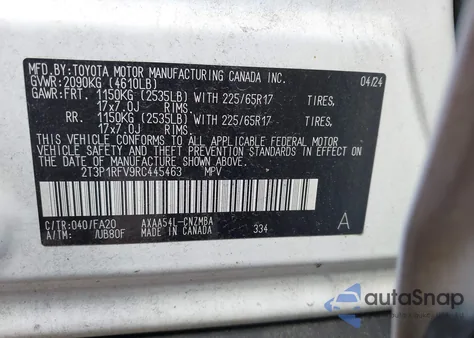 MFD. BY TOYOTA MOTOR MANUFACTURING CANADA INC.
GVWR: 2090KG (4610LB) 04/24
GAWR: FRT. 1150KG (2535LB) WITH 225/65R17 TIRES,
17x7.0J RIMS.
RR. 1150KG (2535LB) WITH 225/65R17 TIRES,
17x7.0J RIMS.
THIS VEHICLE CONFORMS TO ALL APPLICABLE FEDERAL MOTOR
VEHICLE SAFETY STANDARDS IN EFFECT ON THE DATE OF
MANUFACTURE SHOWN ABOVE.
2T3P1RFV9RC445463 MPV
C/TR: 040/FA20 AXAA54L-CNZMBA A
A/TM: /UB80F MADE IN CANADA 334
autoSnap